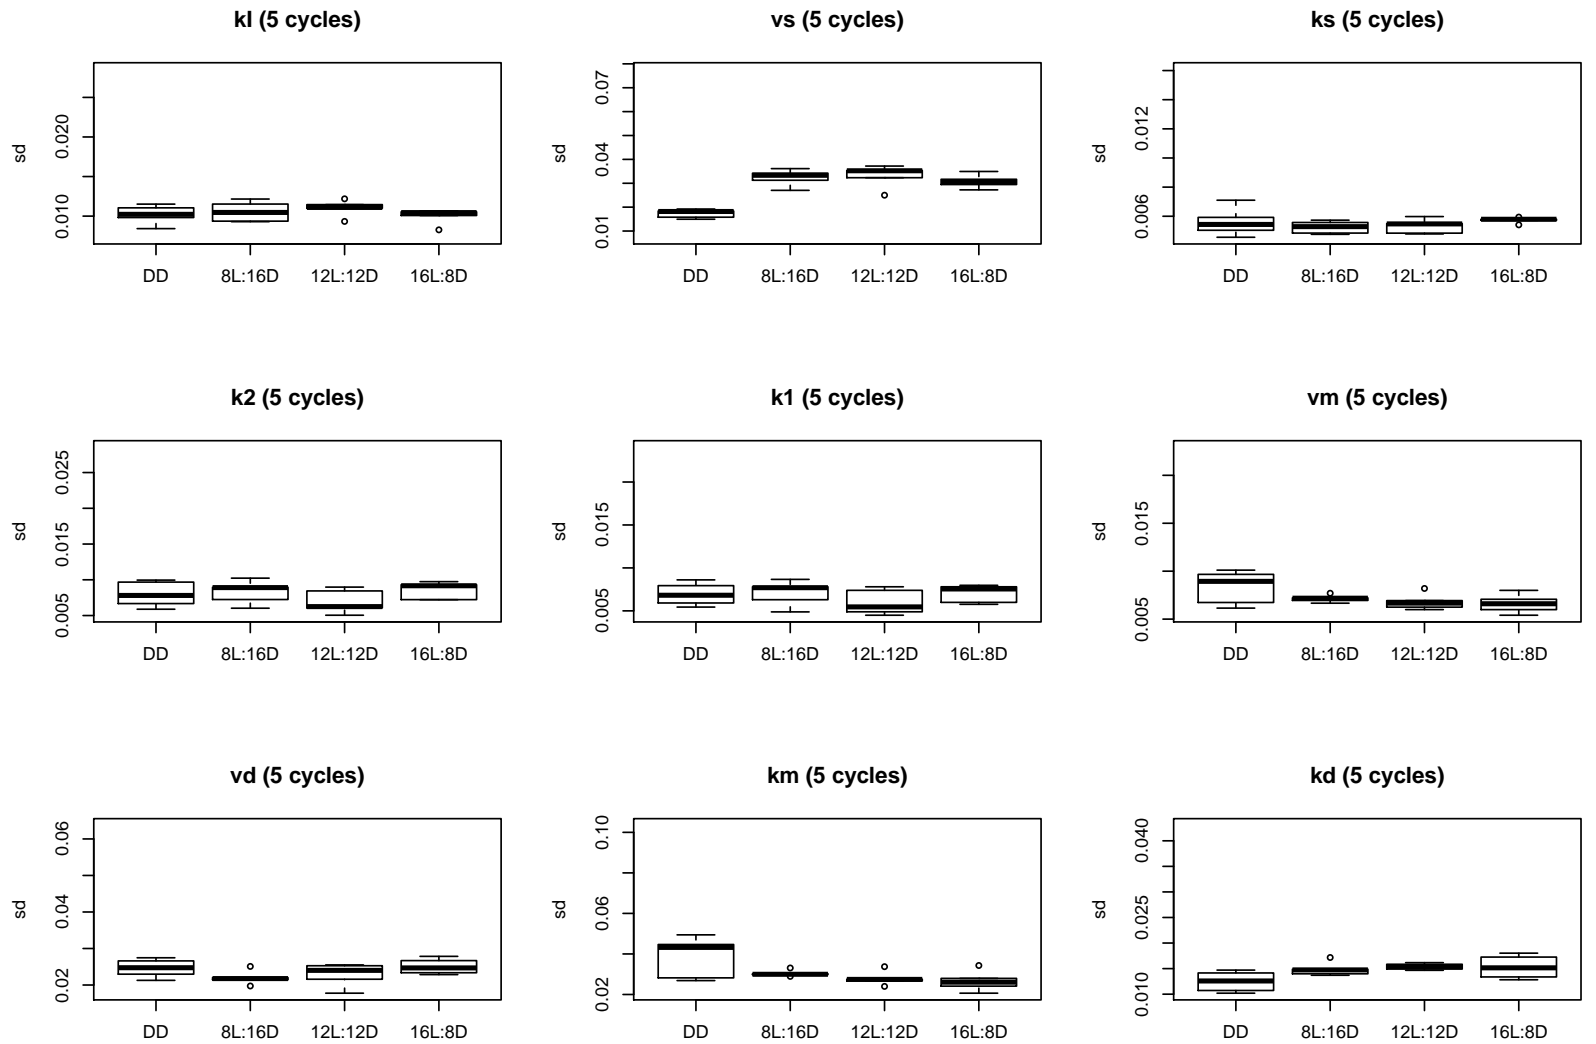 kl (5 cycles)
sd
0.010
0.020
DD 8L:16D 12L:12D 16L:8D
vs (5 cycles)
sd
0.01
0.04
0.07
DD 8L:16D 12L:12D 16L:8D
ks (5 cycles)
sd
0.006
0.012
DD 8L:16D 12L:12D 16L:8D
k2 (5 cycles)
sd
0.005
0.015
0.025
DD 8L:16D 12L:12D 16L:8D
k1 (5 cycles)
sd
0.005
0.015
DD 8L:16D 12L:12D 16L:8D
vm (5 cycles)
sd
0.005
0.015
DD 8L:16D 12L:12D 16L:8D
vd (5 cycles)
sd
0.02
0.04
0.06
DD 8L:16D 12L:12D 16L:8D
km (5 cycles)
sd
0.02
0.06
0.10
DD 8L:16D 12L:12D 16L:8D
kd (5 cycles)
sd
0.010
0.025
0.040
DD 8L:16D 12L:12D 16L:8D